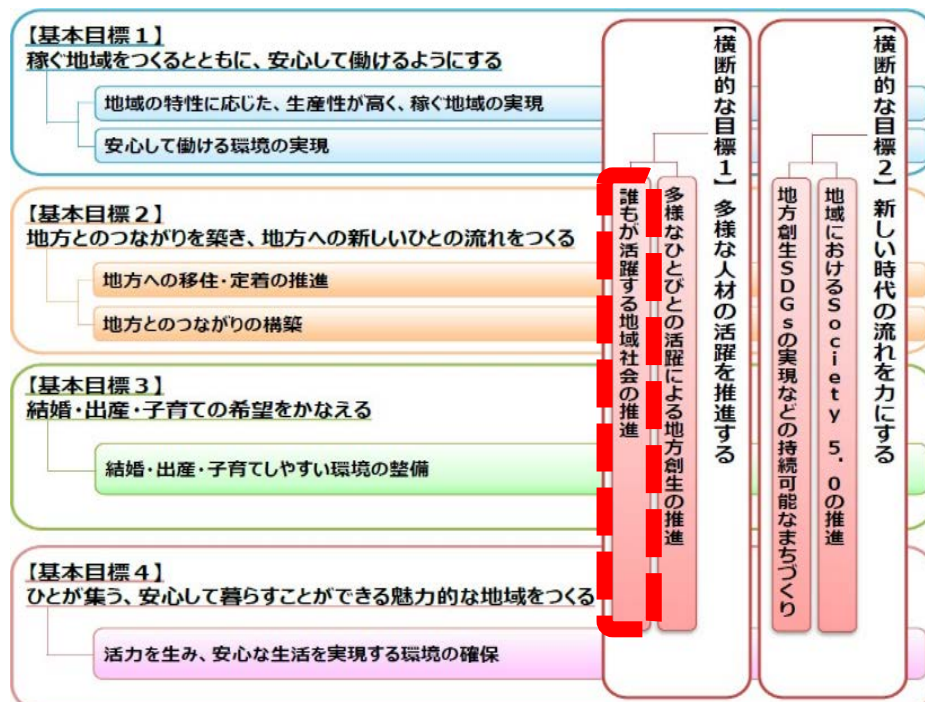 【基本目標１】
稼ぐ地域をつくるとともに、安心して働けるようにする
地域の特性に応じた、生産性が高く、稼ぐ地域の実現
安心して働ける環境の実現
【基本目標２】
地方とのつながりを築き、地方への新しいひとの流れをつくる
地方への移住・定着の推進
地方とのつながりの構築
【基本目標３】
結婚・出産・子育ての希望をかなえる
結婚・出産・子育てしやすい環境の整備
【基本目標４】
ひとが集う、安心して暮らすことができる魅力的な地域をつくる
活力を生み、安心な生活を実現する環境の確保
【横断的な目標１】多様な人材の活躍を推進する
多様なひとびとの活躍による地方創生の推進
誰もが活躍する地域社会の推進
【横断的な目標２】新しい時代の流れを力にする
地域におけるSociety 5.0の推進
地方創生SDGsの実現などの持続可能なまちづくり